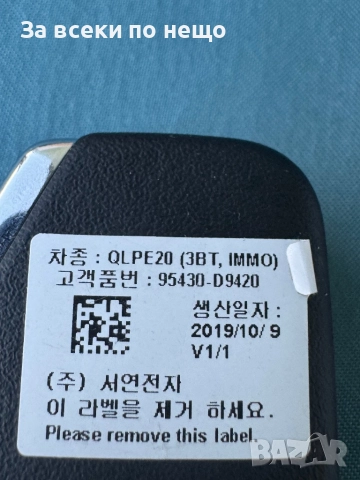 За всеки по нещо
차종 : QLPE20 (3BT, IMMO)
고객품번 : 95430-D9420
생산일자 :
2019/10/ 9
V1/1
(주) 서연전자
이 라벨을 제거 하세요.
Please remove this label.
bazar